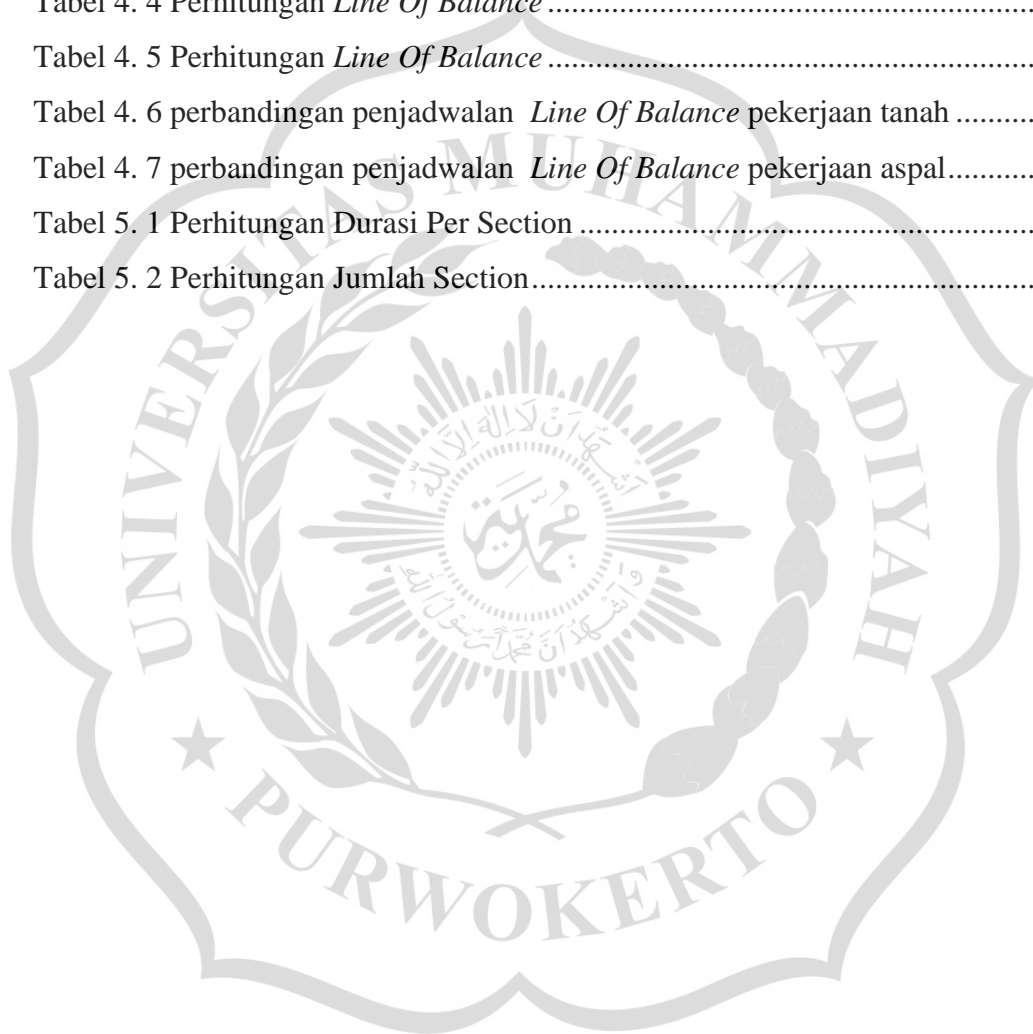 Tabel 4. 4 Perhitungan Line Of Balance ........................................................................
Tabel 4. 5 Perhitungan Line Of Balance ........................................................................
Tabel 4. 6 perbandingan penjadwalan Line Of Balance pekerjaan tanah ..........
Tabel 4. 7 perbandingan penjadwalan Line Of Balance pekerjaan aspal...........
Tabel 5. 1 Perhitungan Durasi Per Section ....................................................................
Tabel 5. 2 Perhitungan Jumlah Section...........................................................................
UNIVERSITAS MUHAMMADIYAH
PURWOKERTO